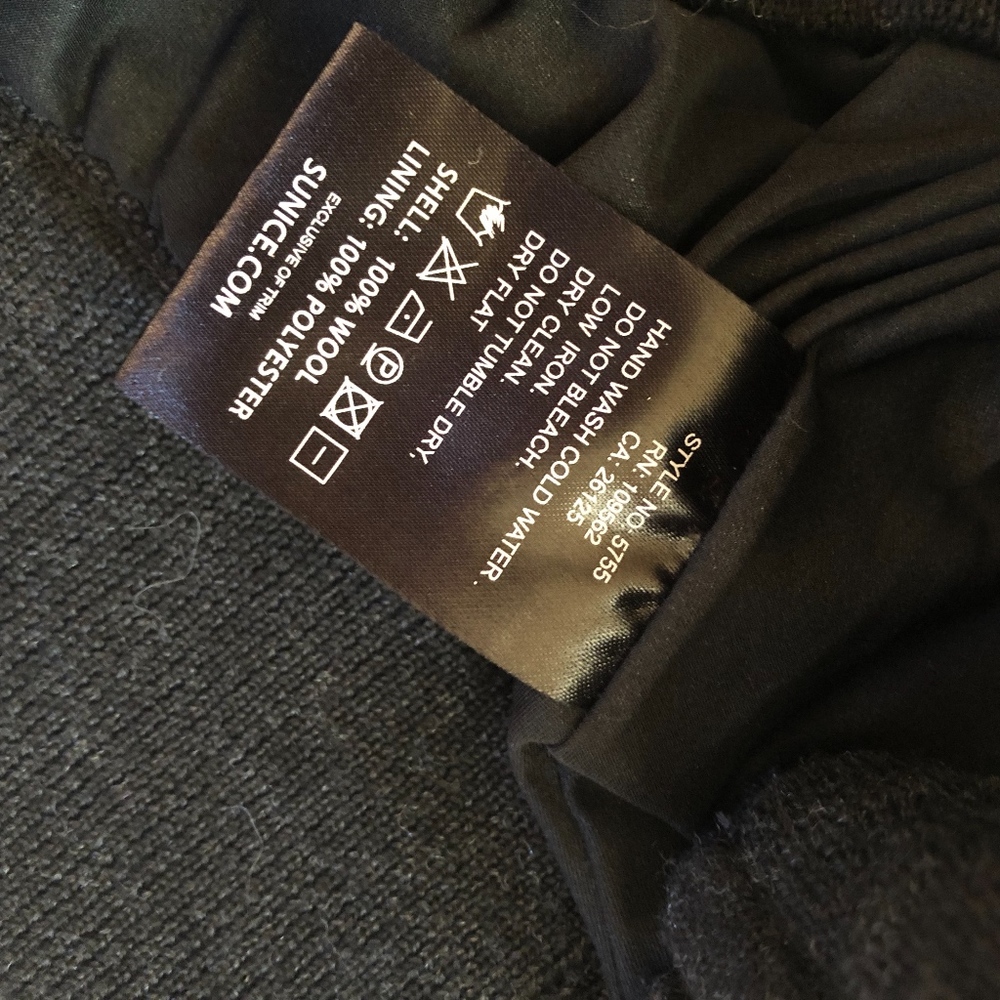 STYLE NO: 5755
RN: 109562
CA: 26125
HAND WASH COLD WATER.
DO NOT BLEACH.
LOW IRON.
DRY CLEAN.
DO NOT TUMBLE DRY,
DRY FLAT
SHELL: 100% WOOL
LINING: 100% POLYESTER
EXCLUSIVE OF TRIM
SUNICE.COM